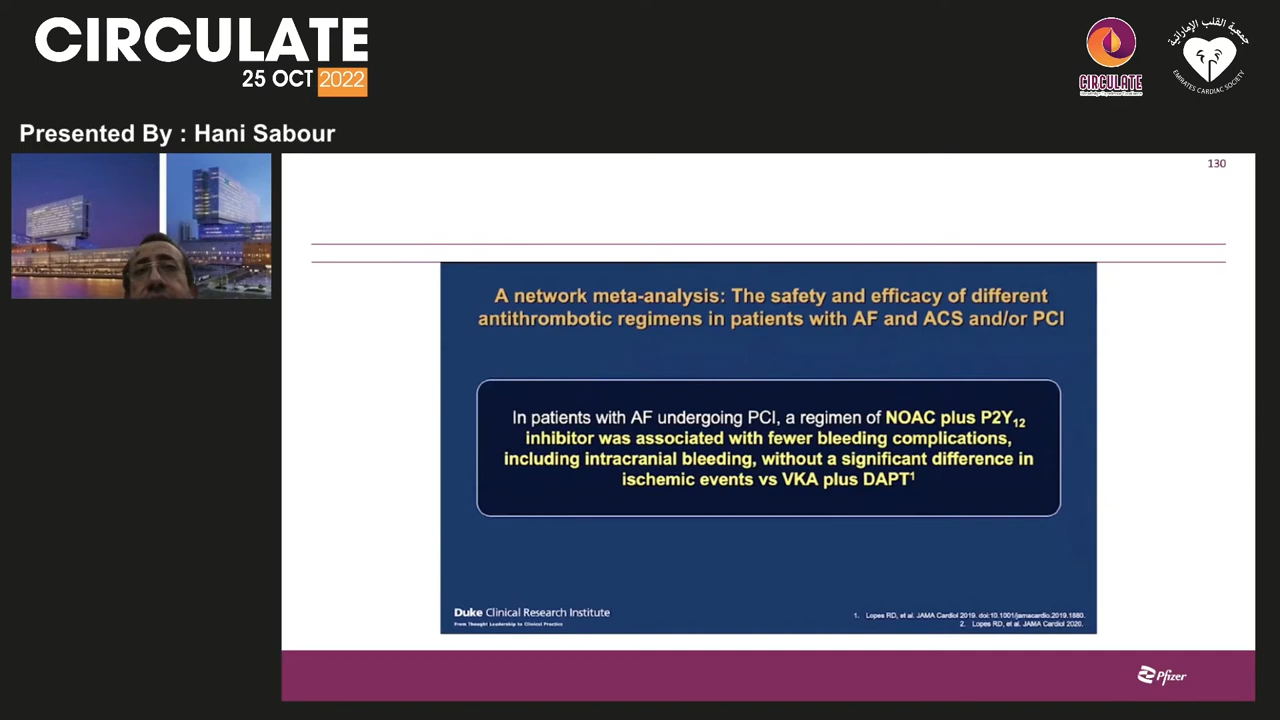 CIRCULATE
25 OCT 2022
CIRCULATE
جمعية القلب الإماراتية
EMIRATES CARDIAC SOCIETY
Presented By : Hani Sabour
130
A network meta-analysis: The safety and efficacy of different
antithrombotic regimens in patients with AF and ACS and/or PCI
In patients with AF undergoing PCI, a regimen of NOAC plus P2Y12
inhibitor was associated with fewer bleeding complications,
including intracranial bleeding, without a significant difference in
ischemic events vs VKA plus DAPT1
Duke Clinical Research Institute
From Thought Leadership to Clinical Practice
1. Lopes RD, et al. JAMA Cardiol 2019. doi:10.1001/jamacardio.2019.1880.
2. Lopes RD, et al. JAMA Cardiol 2020.
Pfizer